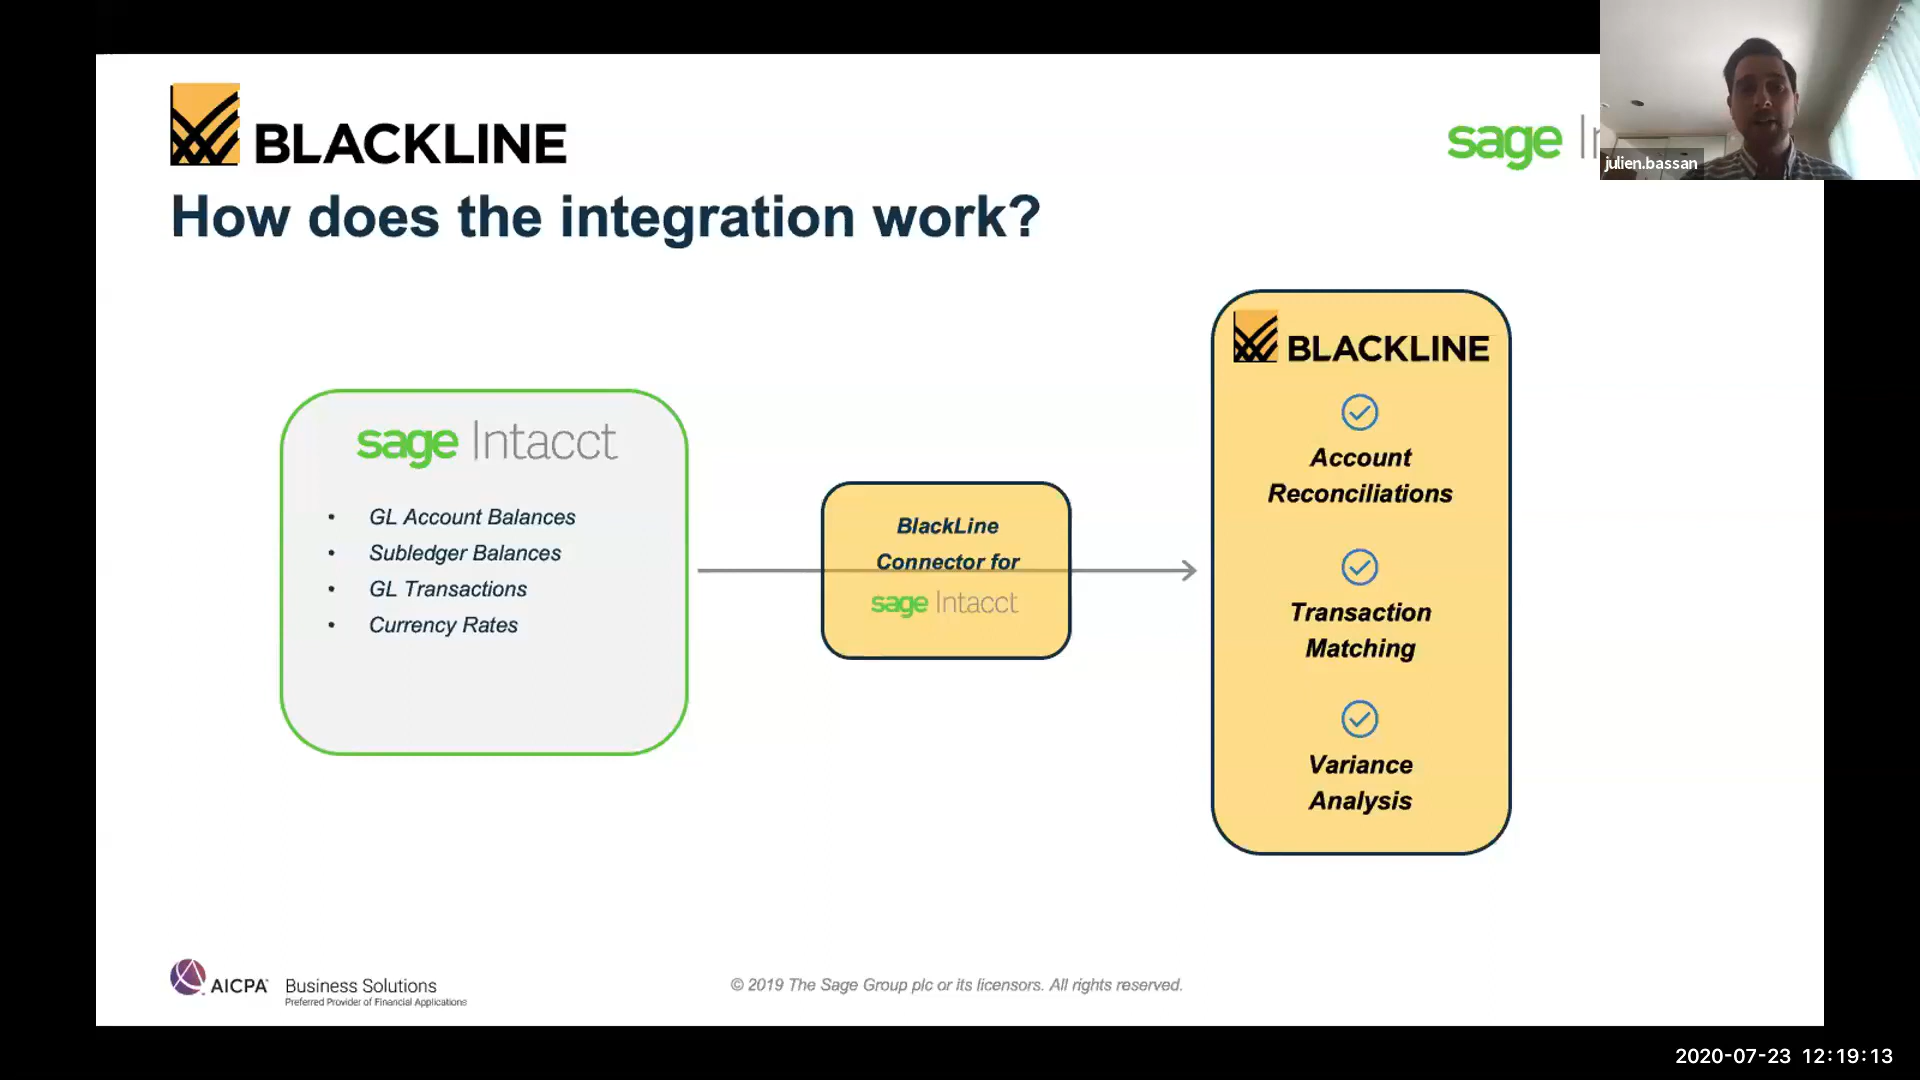 BLACKLINE
sage In
julien.bassan
How does the integration work?
sage Intacct
• GL Account Balances
• Subledger Balances
• GL Transactions
• Currency Rates
BlackLine
Connector for
sage Intacct
BLACKLINE
Account
Reconciliations
Transaction
Matching
Variance
Analysis
AICPA Business Solutions
Preferred Provider of Financial Applications
© 2019 The Sage Group plc or its licensors. All rights reserved.
2020-07-23 12:19:13